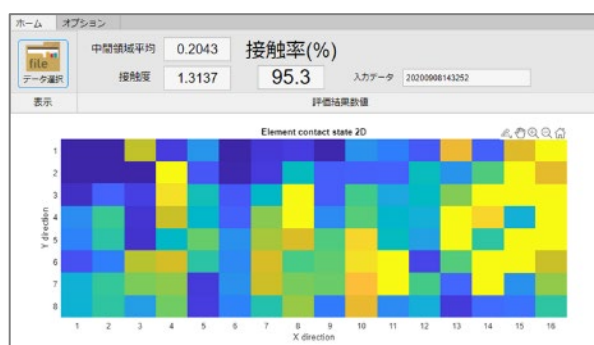 ホーム オプション
中間領域平均 0.2043 接触率(%)
file
データ選択 接触度 1.3137 95.3 入力データ 20200908143252
表示 評価結果数値
Element contact state 2D
1
2
3
4
5
6
7
8
Y direction
1 2 3 4 5 6 7 8 9 10 11 12 13 14 15 16
X direction